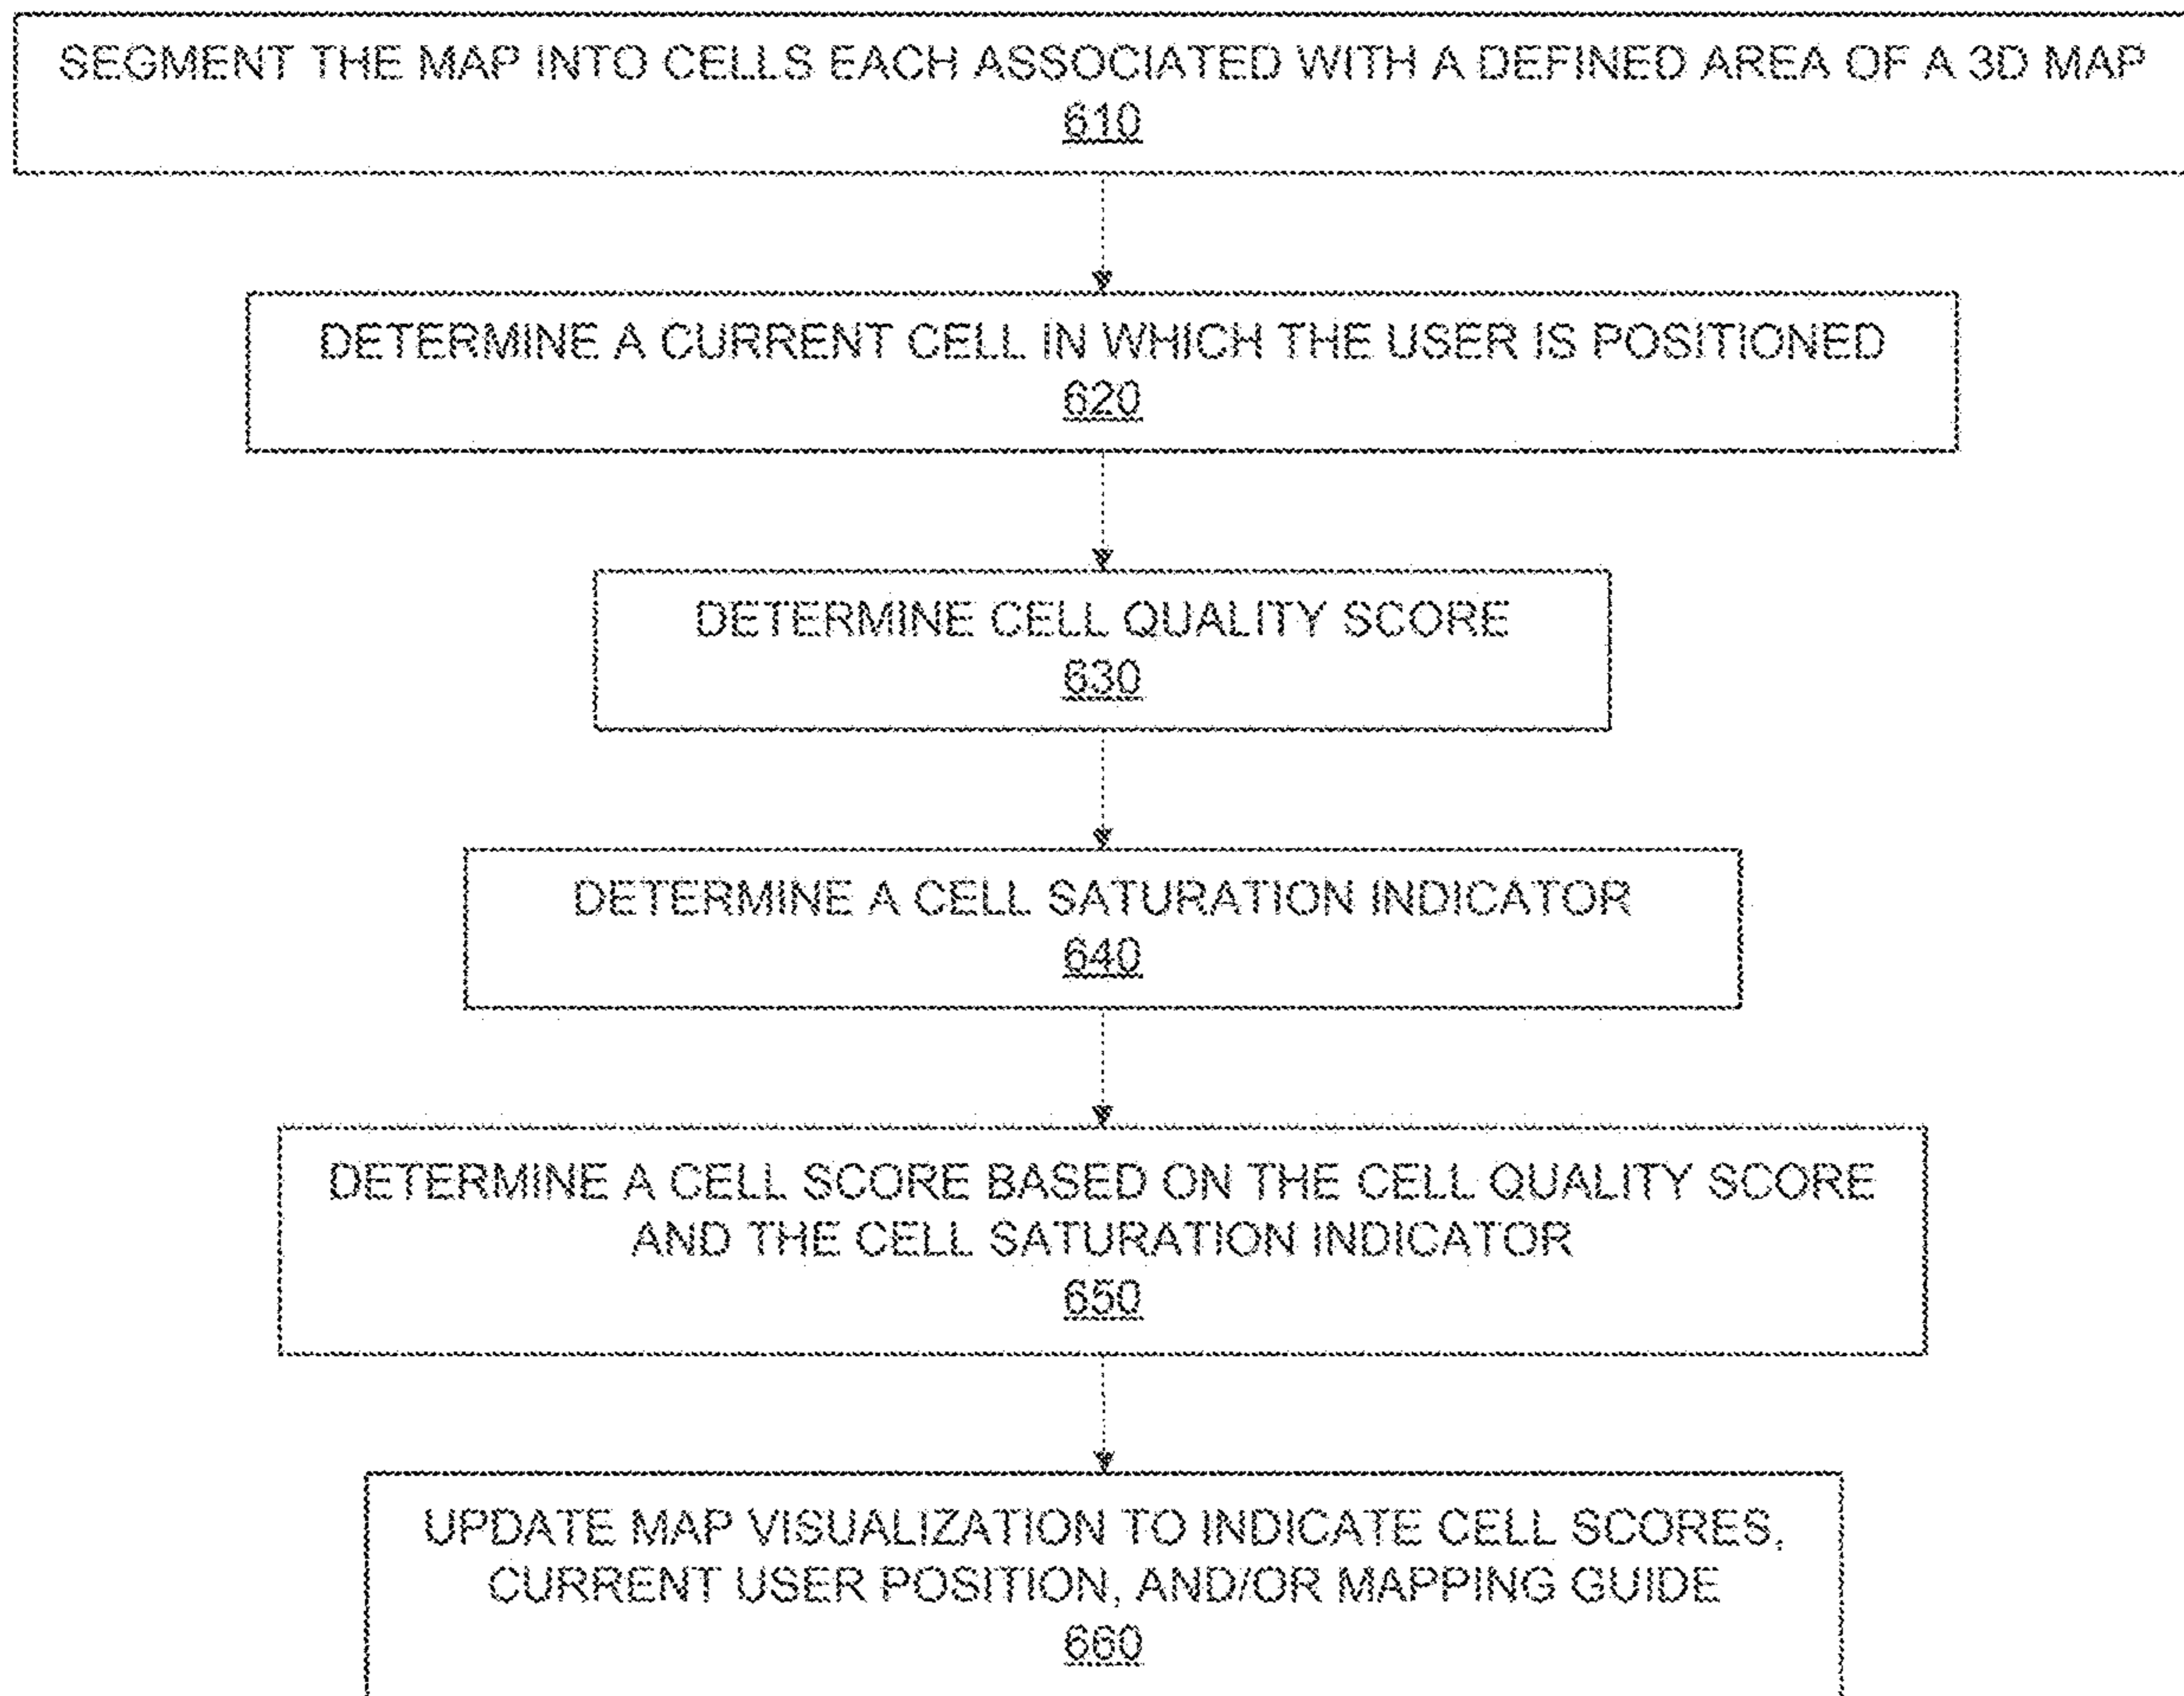 SEGMENT THE MAP INTO CELLS EACH ASSOCIATED WITH A DEFINED AREA OF A 3D MAP
610
DETERMINE A CURRENT CELL IN WHICH THE USER IS POSITIONED
620
DETERMINE CELL QUALITY SCORE
630
DETERMINE A CELL SATURATION INDICATOR
640
DETERMINE A CELL SCORE BASED ON THE CELL QUALITY SCORE
AND THE CELL SATURATION INDICATOR
650
UPDATE MAP VISUALIZATION TO INDICATE CELL SCORES,
CURRENT USER POSITION, AND/OR MAPPING GUIDE
660